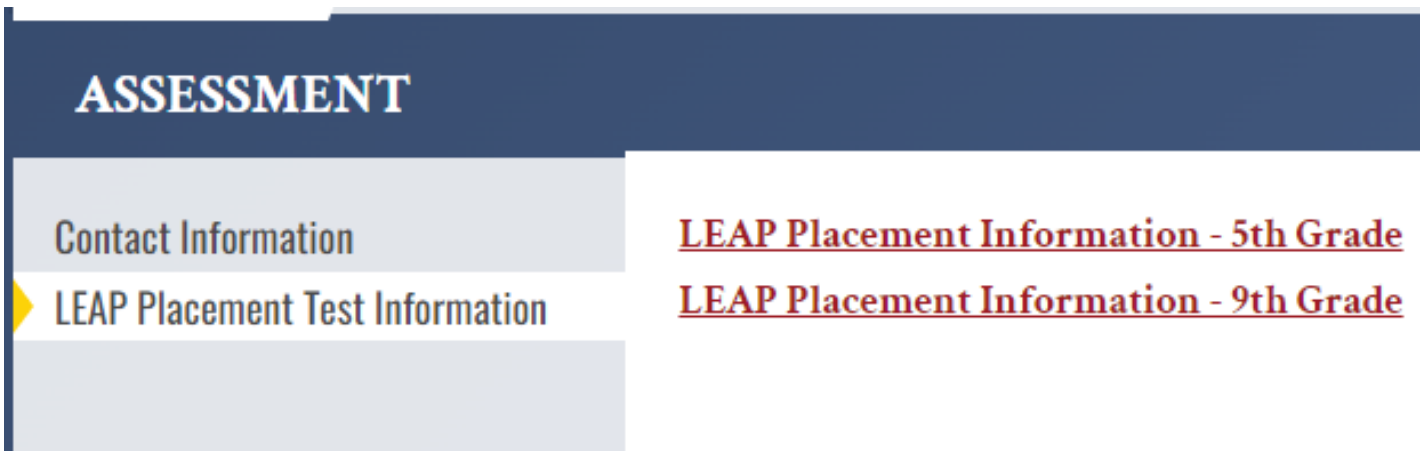 ASSESSMENT
Contact Information
LEAP Placement Test Information
LEAP Placement Information - 5th Grade
LEAP Placement Information - 9th Grade